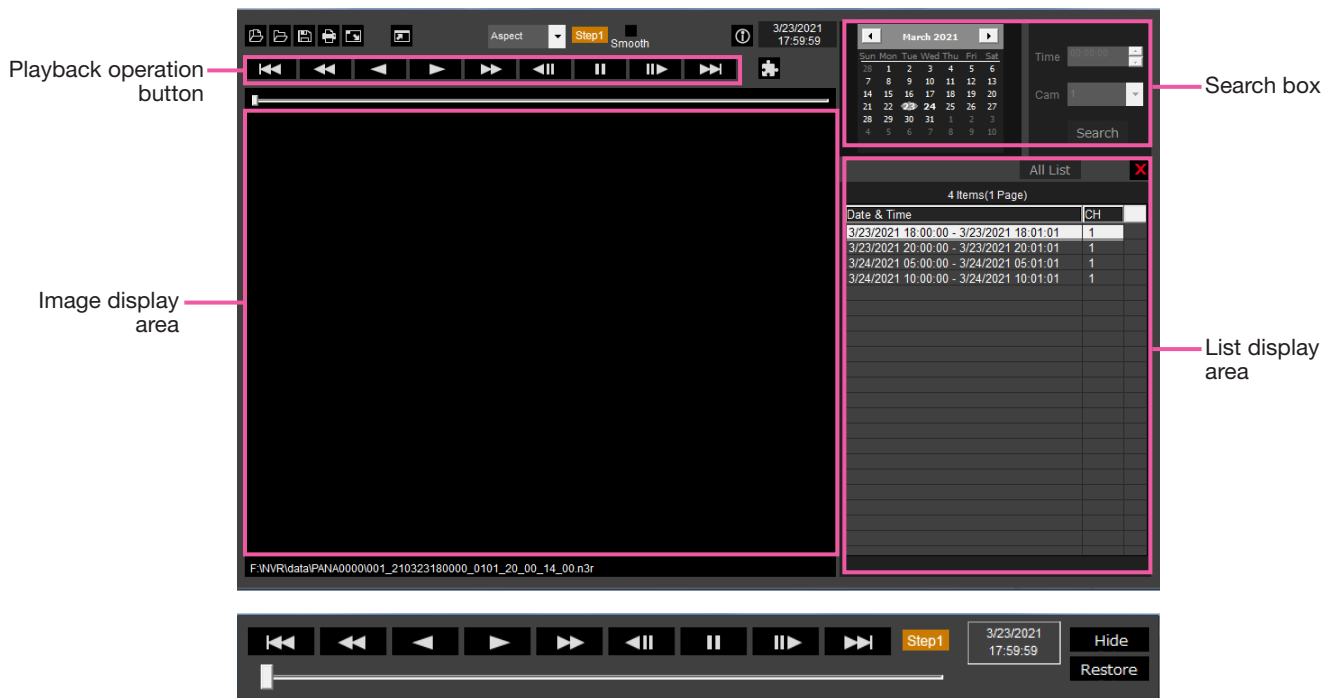 Playback operation
button
Aspect
Step1
Smooth
3/23/2021
17:59:59
March 2021
Sun Mon Tue Wed Thu Fri Sat
28 1 2 3 4 5 6
7 8 9 10 11 12 13
14 15 16 17 18 19 20
21 22 23 24 25 26 27
28 29 30 31 1 2 3
4 5 6 7 8 9 10
Time 00:00:00
Cam 1
Search
Search box
All List X
4 Items(1 Page)
Date & Time CH
3/23/2021 18:00:00 - 3/23/2021 18:01:01 1
3/23/2021 20:00:00 - 3/23/2021 20:01:01 1
3/24/2021 05:00:00 - 3/24/2021 05:01:01 1
3/24/2021 10:00:00 - 3/24/2021 10:01:01 1
Image display
area
List display
area
F:\NVR\data\PANA0000\001_210323180000_0101_20_00_14_00.n3r
Step1
3/23/2021
17:59:59
Hide
Restore